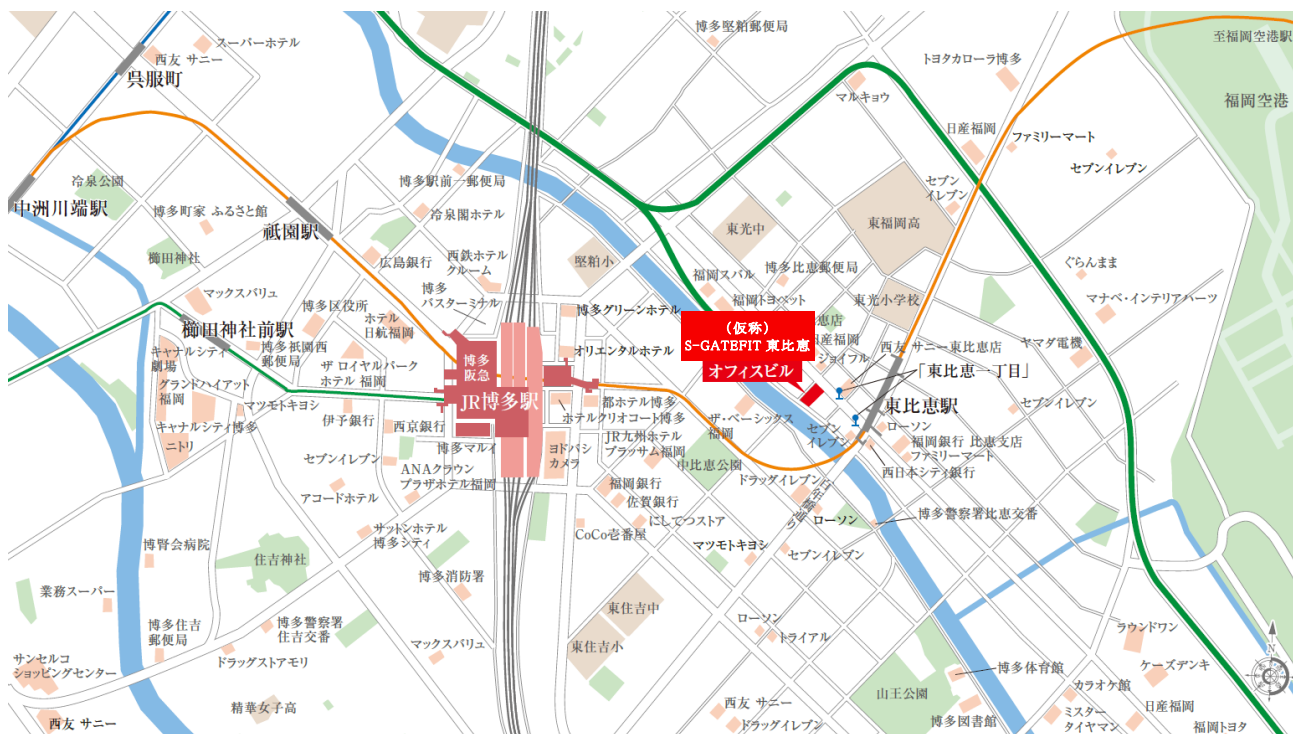 博多堅粕郵便局
至福岡空港駅
スーパーホテル
西友 サニー
呉服町
トヨタカローラ博多
マルキョウ
福岡空港
日産福岡
ファミリーマート
セブンイレブン
冷泉公園
中洲川端駅
博多駅前一郵便局
セブン
イレブン
博多町家 ふるさと館
冷泉閣ホテル
祇園駅
東光中
東福岡高
櫛田神社
広島銀行
西鉄ホテル
クルーム
堅粕小
博多比恵郵便局
ぐらんまま
福岡スバル
博多
バスターミナル
マックスバリュ
博多区役所
福岡トヨペット
東光小学校
マナベ・インテリアハーツ
ホテル
日航福岡
博多グリーンホテル
櫛田神社前駅
(仮称)
S-GATEFIT 東比恵
オフィスビル
恵店
日産福岡
ジョイフル
西友 サニー東比恵店
ヤマダ電機
キャナルシティ
劇場
博多祇園西
郵便局
オリエンタルホテル
博多
阪急
ザ ロイヤルパーク
ホテル 福岡
「東比恵一丁目」
グランドハイアット
福岡
JR博多駅
都ホテル博多
マツモトキヨシ
ホテルクリオコート博多
東比恵駅
セブンイレブン
伊予銀行
西京銀行
ザ・ベーシックス
福岡
セブン
イレブン
ローソン
キャナルシティ博多
ニトリ
博多マルイ
ヨドバシ
カメラ
JR九州ホテル
ブラッサム福岡
福岡銀行 比恵支店
ファミリーマート
セブンイレブン
中比恵公園
西日本シティ銀行
ANAクラウン
プラザホテル福岡
ドラッグイレブン
百年橋通り
アコードホテル
福岡銀行
佐賀銀行
ローソン
博多警察署比恵交番
サットンホテル
博多シティ
にしてつストア
CoCo壱番屋
博腎会病院
住吉神社
マツモトキヨシ
セブンイレブン
博多消防署
業務スーパー
東住吉中
博多住吉
郵便局
博多警察署
住吉交番
ローソン
トライアル
ラウンドワン
マックスバリュ
東住吉小
N
サンセルコ
ショッピングセンター
ドラッグストアモリ
博多体育館
ケーズデンキ
山王公園
カラオケ館
精華女子高
西友 サニー
博多図書館
ミスター
タイヤマン
日産福岡
西友 サニー
ドラッグイレブン
福岡トヨタ